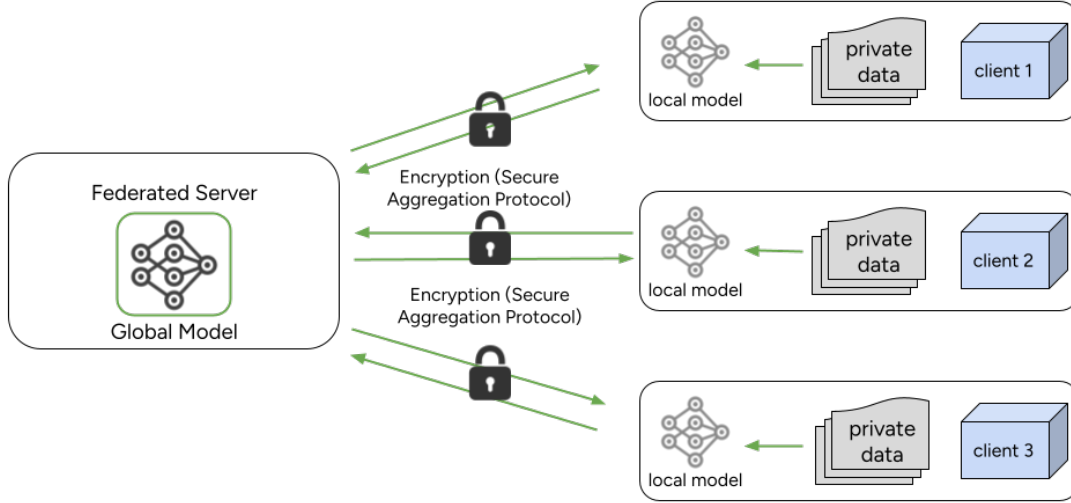 private
data
client 1
local model
Encryption (Secure
Aggregation Protocol)
Federated Server
Global Model
private
data
client 2
local model
Encryption (Secure
Aggregation Protocol)
private
data
client 3
local model